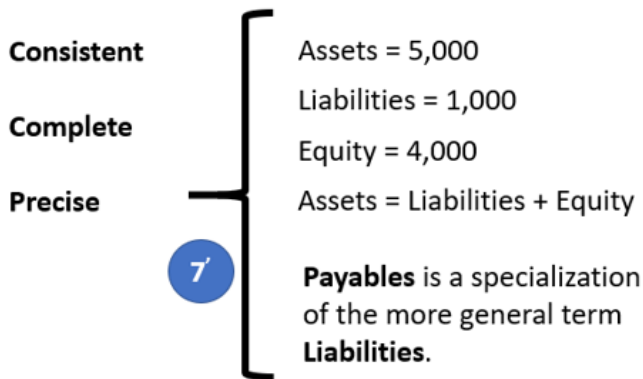 Consistent
Complete
Precise
7′
Assets = 5,000
Liabilities = 1,000
Equity = 4,000
Assets = Liabilities + Equity
Payables is a specialization
of the more general term
Liabilities.